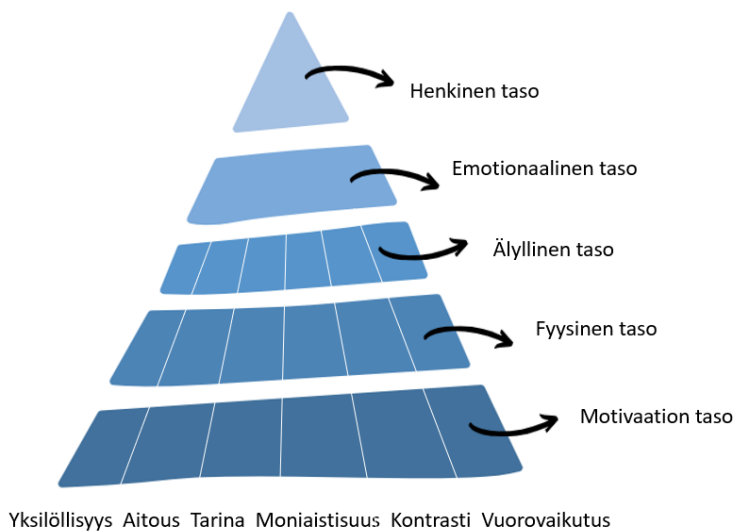 Henkinen taso
Emotionaalinen taso
Älyllinen taso
Fyysinen taso
Motivaation taso
Yksilöllisyys Aitous Tarina Moniaistisuus Kontrasti Vuorovaikutus